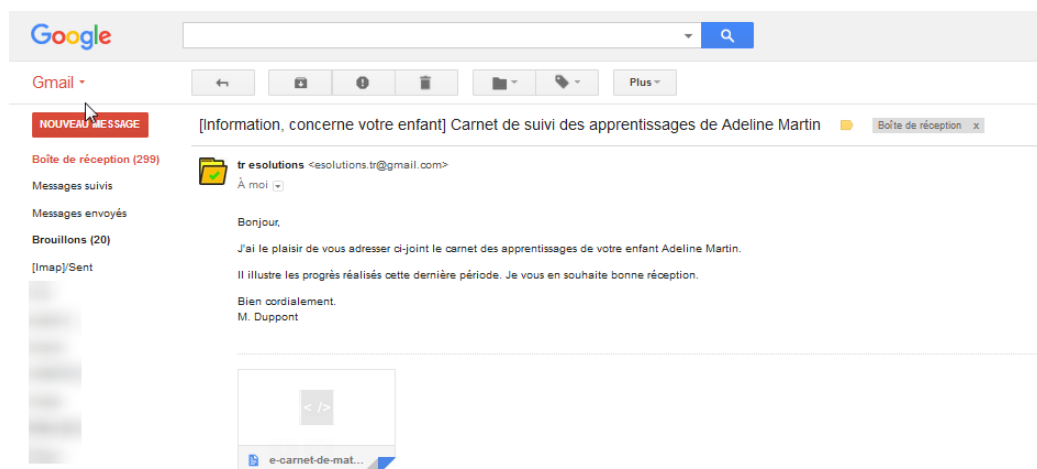 Google
Gmail
Plus
NOUVEAU MESSAGE
[Information, concerne votre enfant] Carnet de suivi des apprentissages de Adeline Martin
Boîte de réception x
Boîte de réception (299)
Messages suivis
Messages envoyés
Brouillons (20)
[Imap]/Sent
tr esolutions <esolutions.tr@gmail.com>
À moi
Bonjour,
J'ai le plaisir de vous adresser ci-joint le carnet des apprentissages de votre enfant Adeline Martin.
Il illustre les progrès réalisés cette dernière période. Je vous en souhaite bonne réception.
Bien cordialement.
M. Duppont
</>
e-carnet-de-mat...